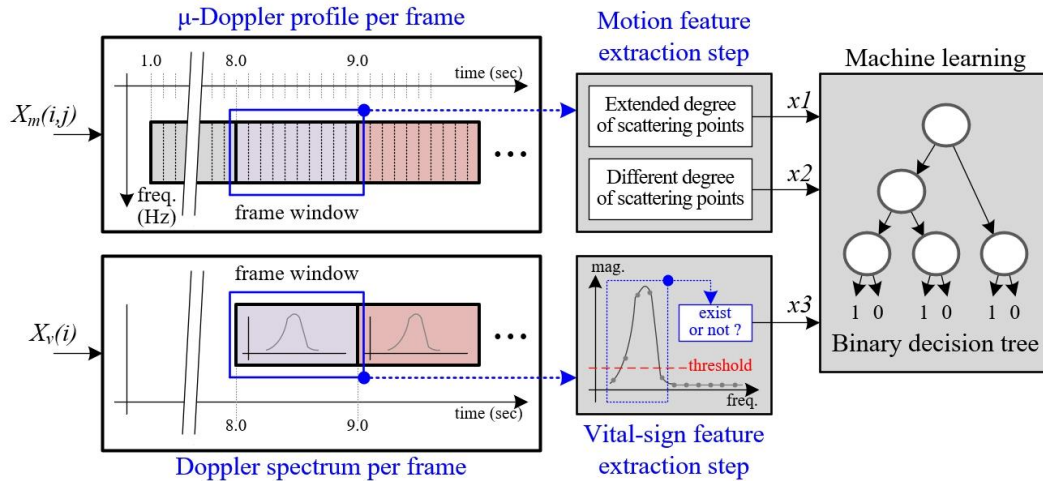 μ-Doppler profile per frame
1.0
8.0
9.0
time (sec)
X_m(i,j)
freq.
(Hz)
frame window
...
Motion feature
extraction step
Extended degree
of scattering points
Different degree
of scattering points
x1
x2
Machine learning
1 0 1 0 1 0
Binary decision tree
frame window
X_v(i)
...
time (sec)
8.0
9.0
Doppler spectrum per frame
mag.
exist
or not ?
threshold
freq.
x3
Vital-sign feature
extraction step